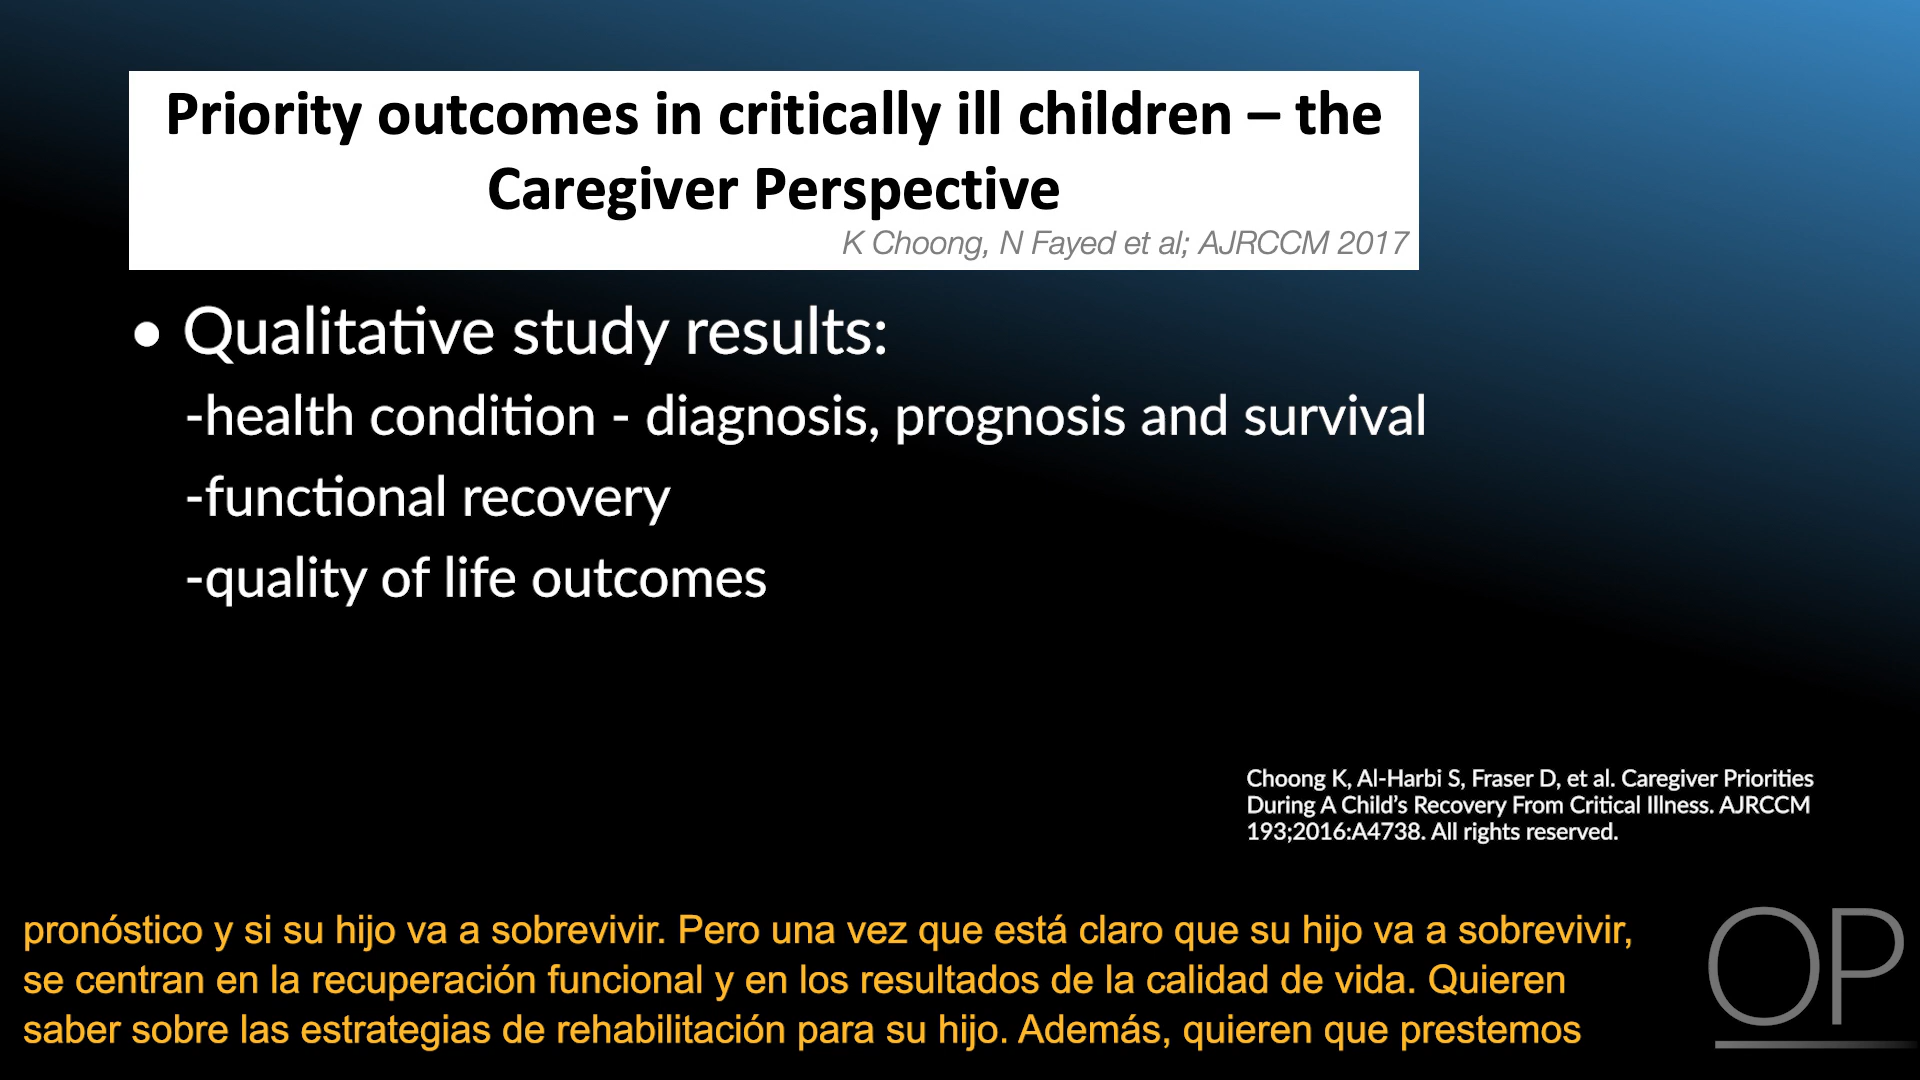 Priority outcomes in critically ill children – the
Caregiver Perspective
K Choong, N Fayed et al; AJRCCM 2017
• Qualitative study results:
-health condition - diagnosis, prognosis and survival
-functional recovery
-quality of life outcomes
Choong K, Al-Harbi S, Fraser D, et al. Caregiver Priorities
During A Child’s Recovery From Critical Illness. AJRCCM
193;2016:A4738. All rights reserved.
pronóstico y si su hijo va a sobrevivir. Pero una vez que está claro que su hijo va a sobrevivir,
se centran en la recuperación funcional y en los resultados de la calidad de vida. Quieren
saber sobre las estrategias de rehabilitación para su hijo. Además, quieren que prestemos
OP